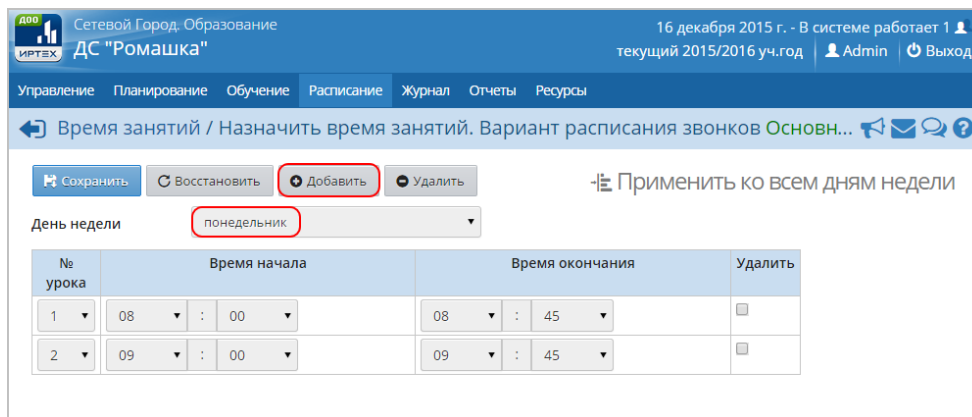 ДОО
ИРТЕХ
Сетевой Город. Образование
16 декабря 2015 г. - В системе работает 1
ДС "Ромашка"
текущий 2015/2016 уч.год Admin Выход
Управление Планирование Обучение Расписание Журнал Отчеты Ресурсы
Время занятий / Назначить время занятий. Вариант расписания звонков Основн... ?
Сохранить Восстановить Добавить Удалить Применить ко всем дням недели
День недели понедельник
№ урока Время начала Время окончания Удалить
1 08 : 00 08 : 45
2 09 : 00 09 : 45